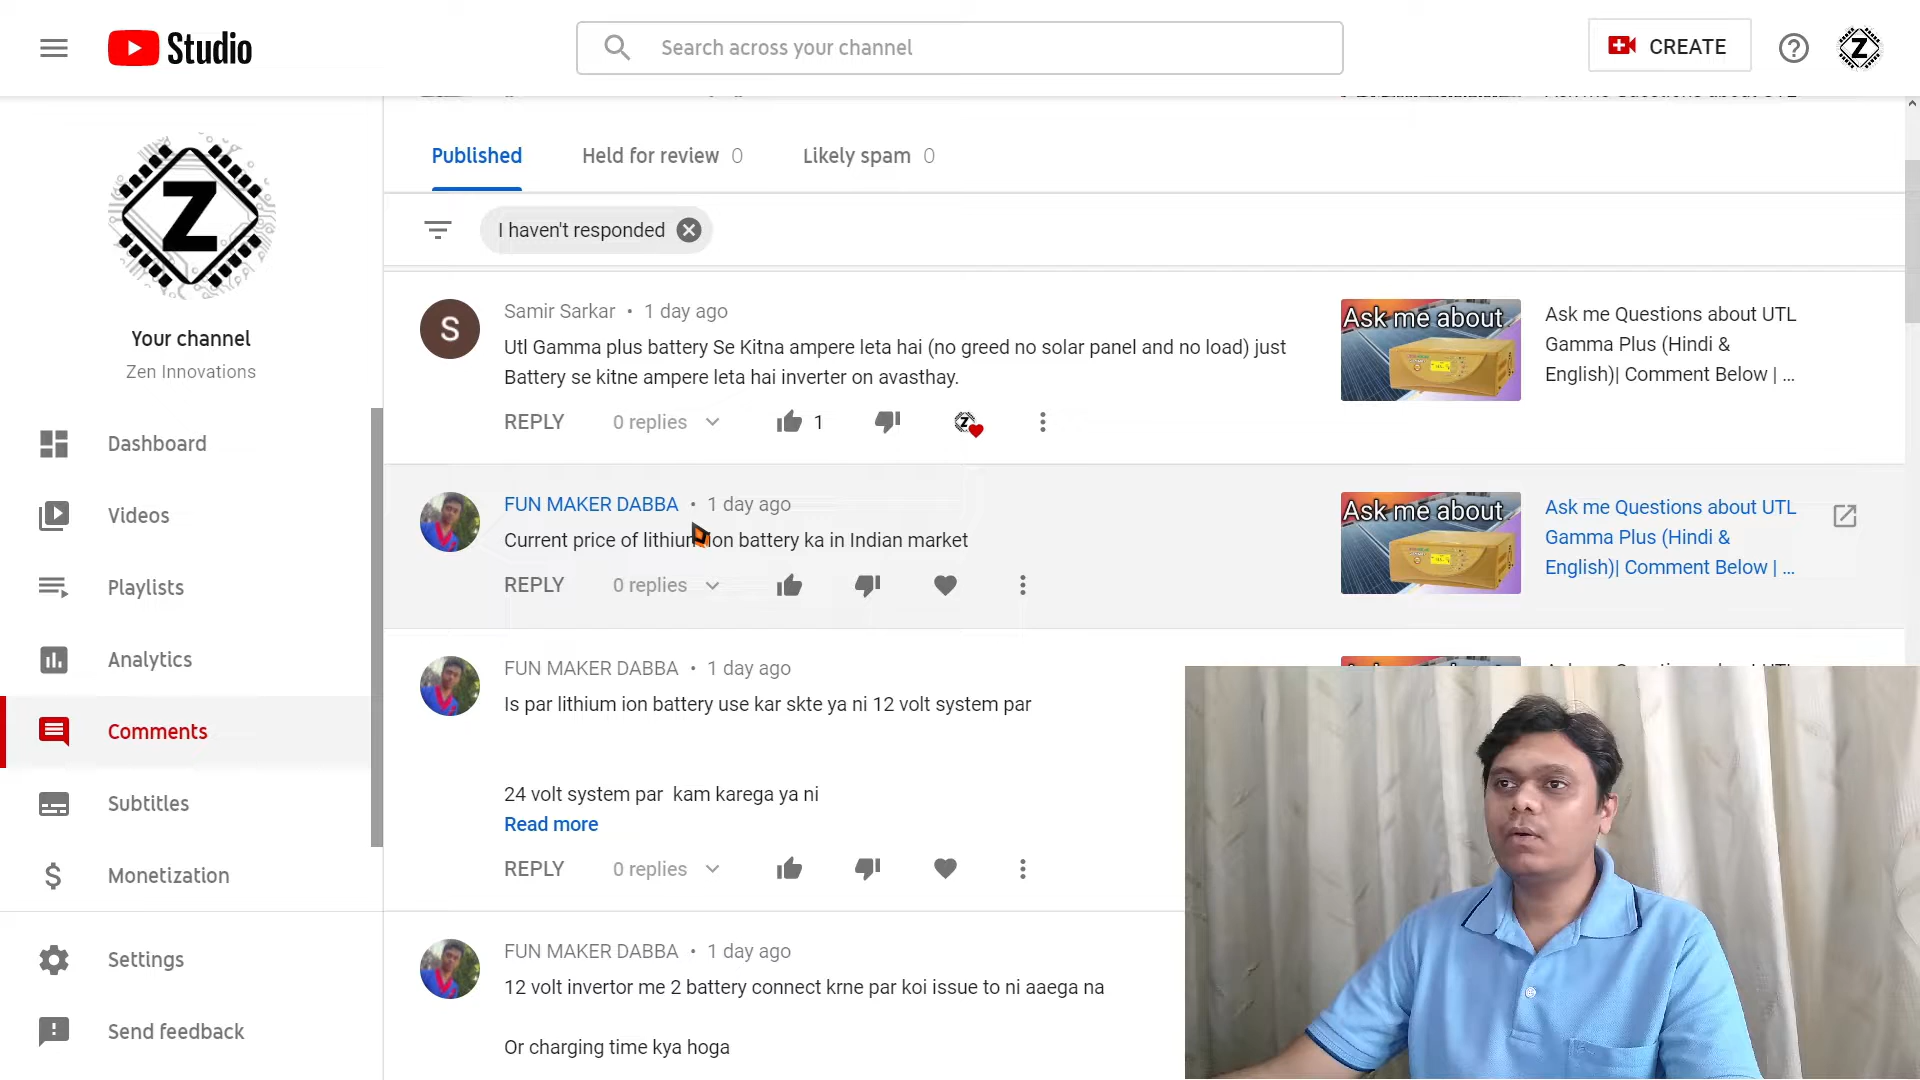 Studio
Search across your channel
CREATE
Z
Z
Your channel
Zen Innovations
Dashboard
Videos
Playlists
Analytics
Comments
Subtitles
Monetization
Settings
Send feedback
Published
Held for review 0
Likely spam 0
I haven't responded
S
Samir Sarkar • 1 day ago
Utl Gamma plus battery Se Kitna ampere leta hai (no greed no solar panel and no load) just
Battery se kitne ampere leta hai inverter on avasthay.
REPLY 0 replies 1
Ask me about
Ask me Questions about UTL
Gamma Plus (Hindi &
English)| Comment Below | ...
FUN MAKER DABBA • 1 day ago
Current price of lithium ion battery ka in Indian market
REPLY 0 replies
Ask me about
Ask me Questions about UTL
Gamma Plus (Hindi &
English)| Comment Below | ...
FUN MAKER DABBA • 1 day ago
Is par lithium ion battery use kar skte ya ni 12 volt system par
24 volt system par kam karega ya ni
Read more
REPLY 0 replies
FUN MAKER DABBA • 1 day ago
12 volt invertor me 2 battery connect krne par koi issue to ni aaega na
Or charging time kya hoga